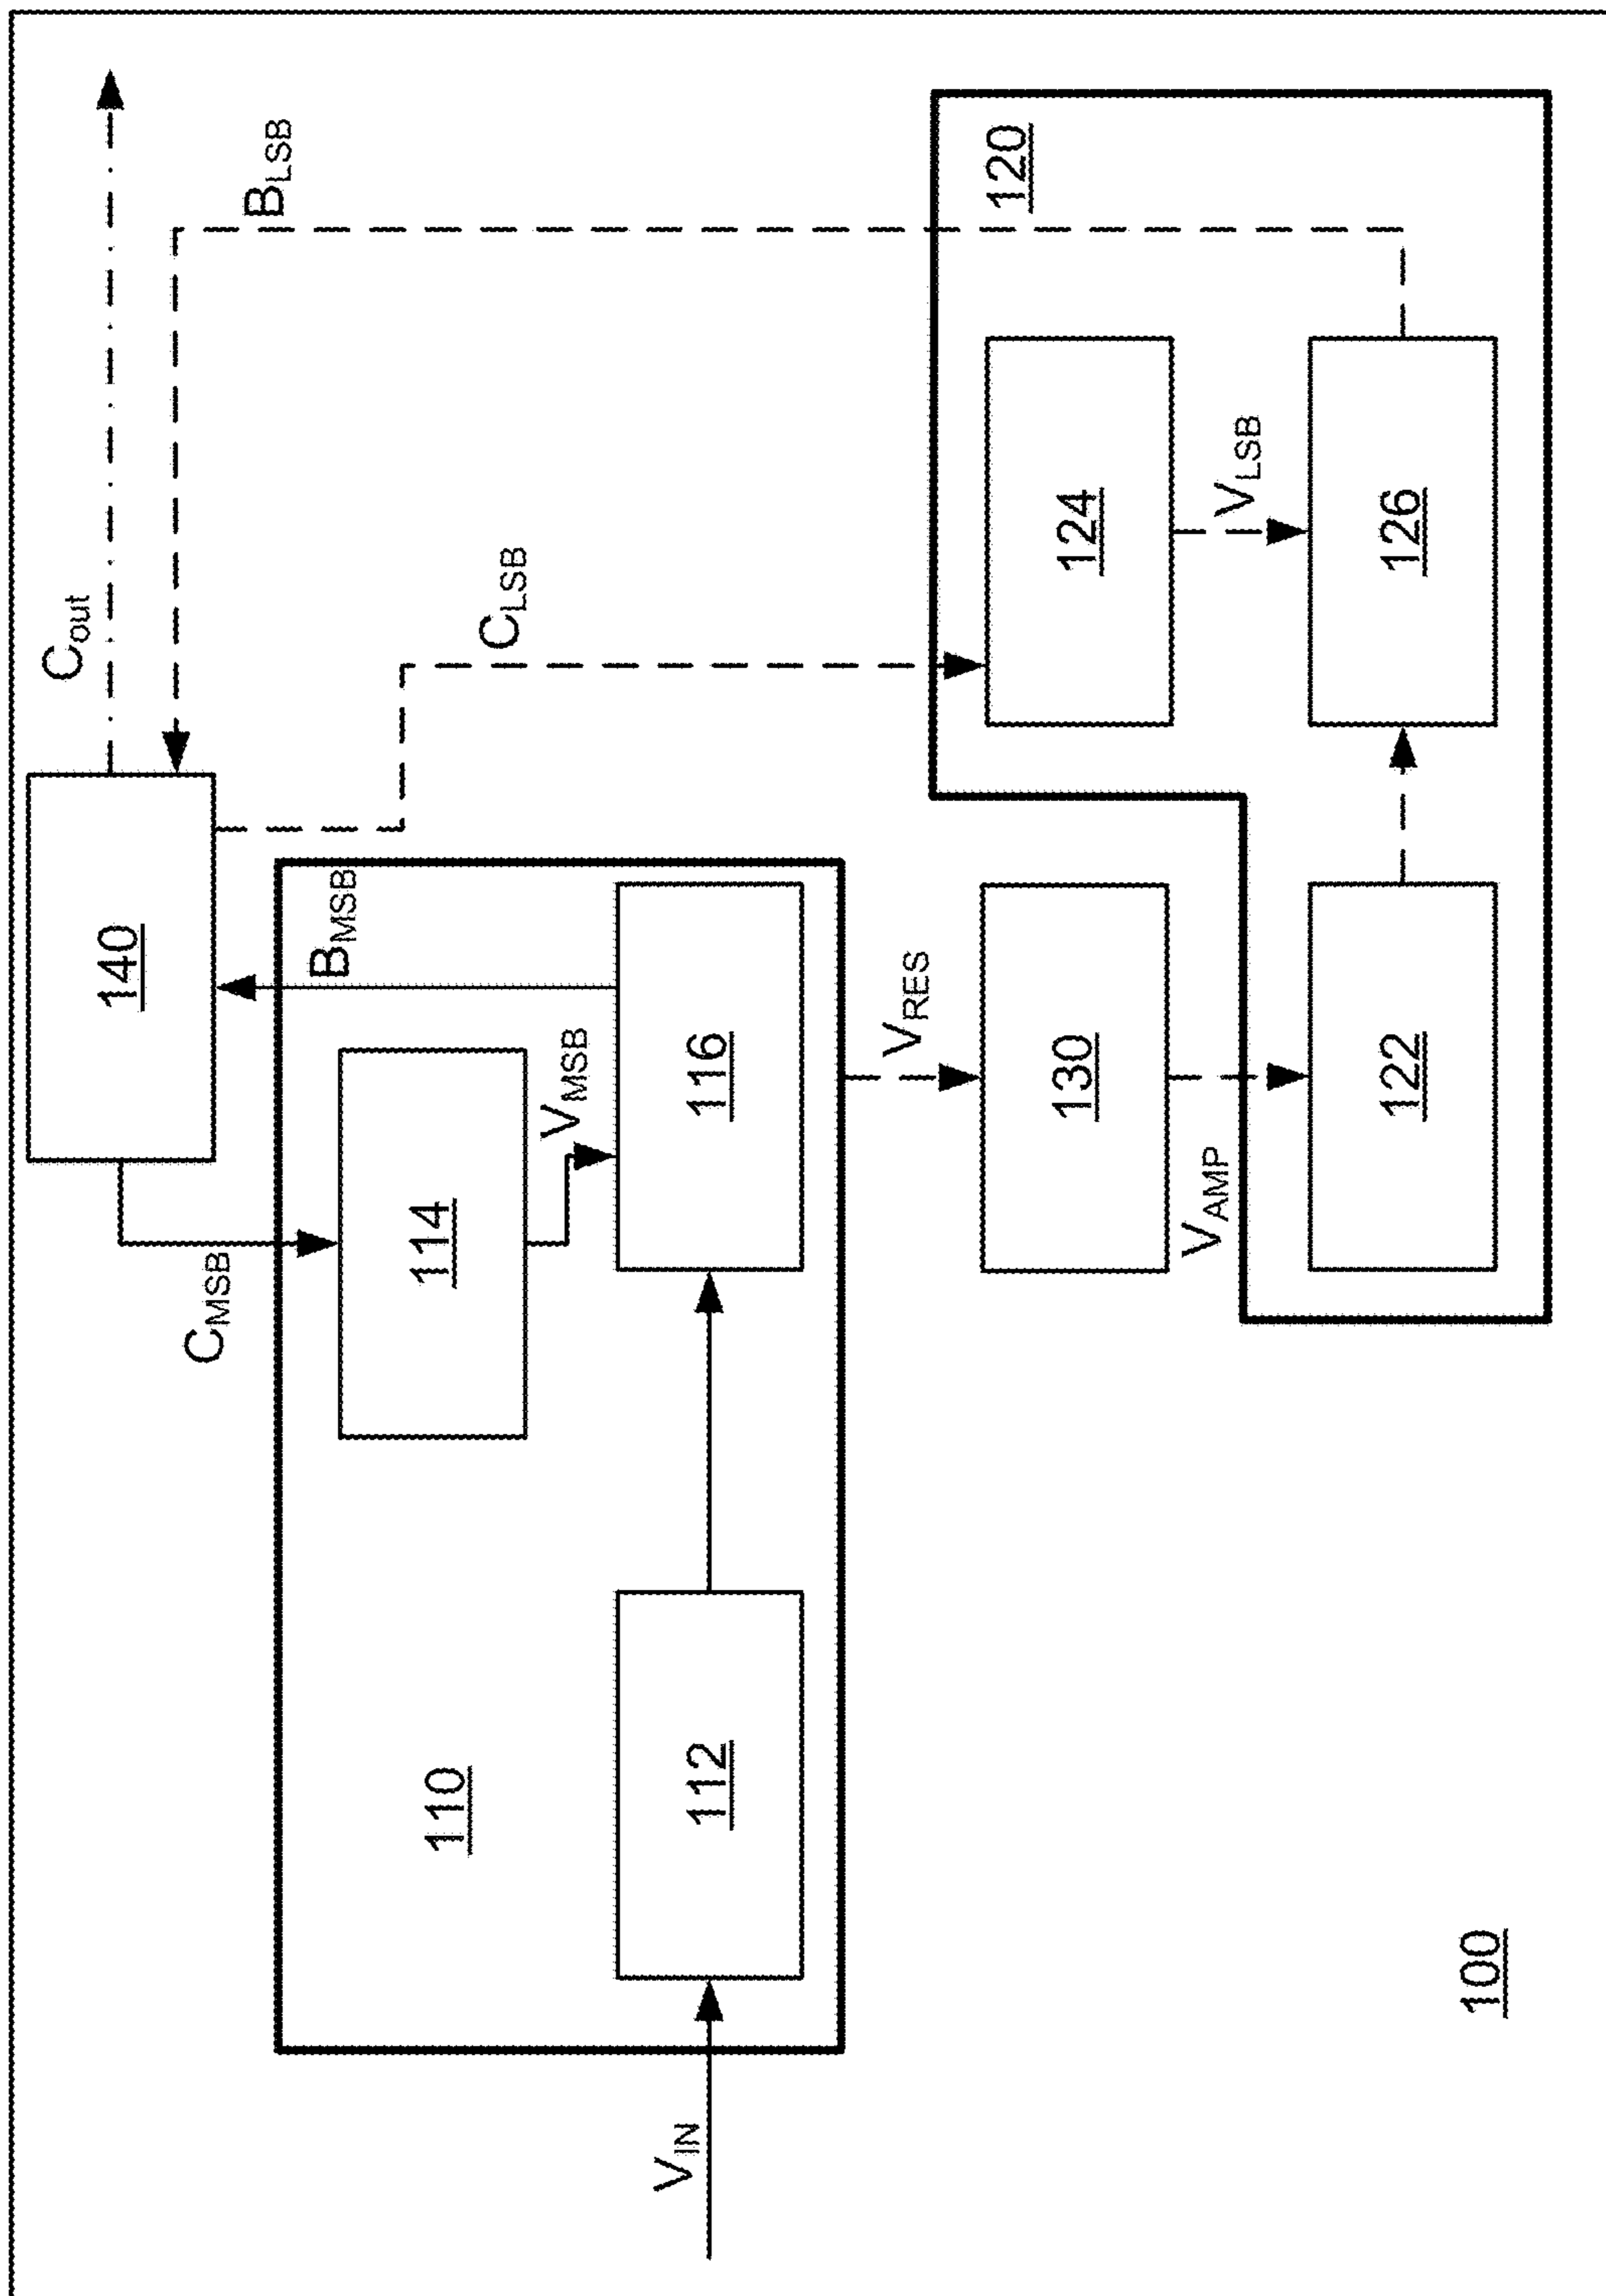 C_out
140
B_LSB
C_MSB
B_MSB
C_LSB
110
114
V_MSB
V_IN
112
116
V_RES
120
130
124
V_AMP
V_LSB
122
126
100